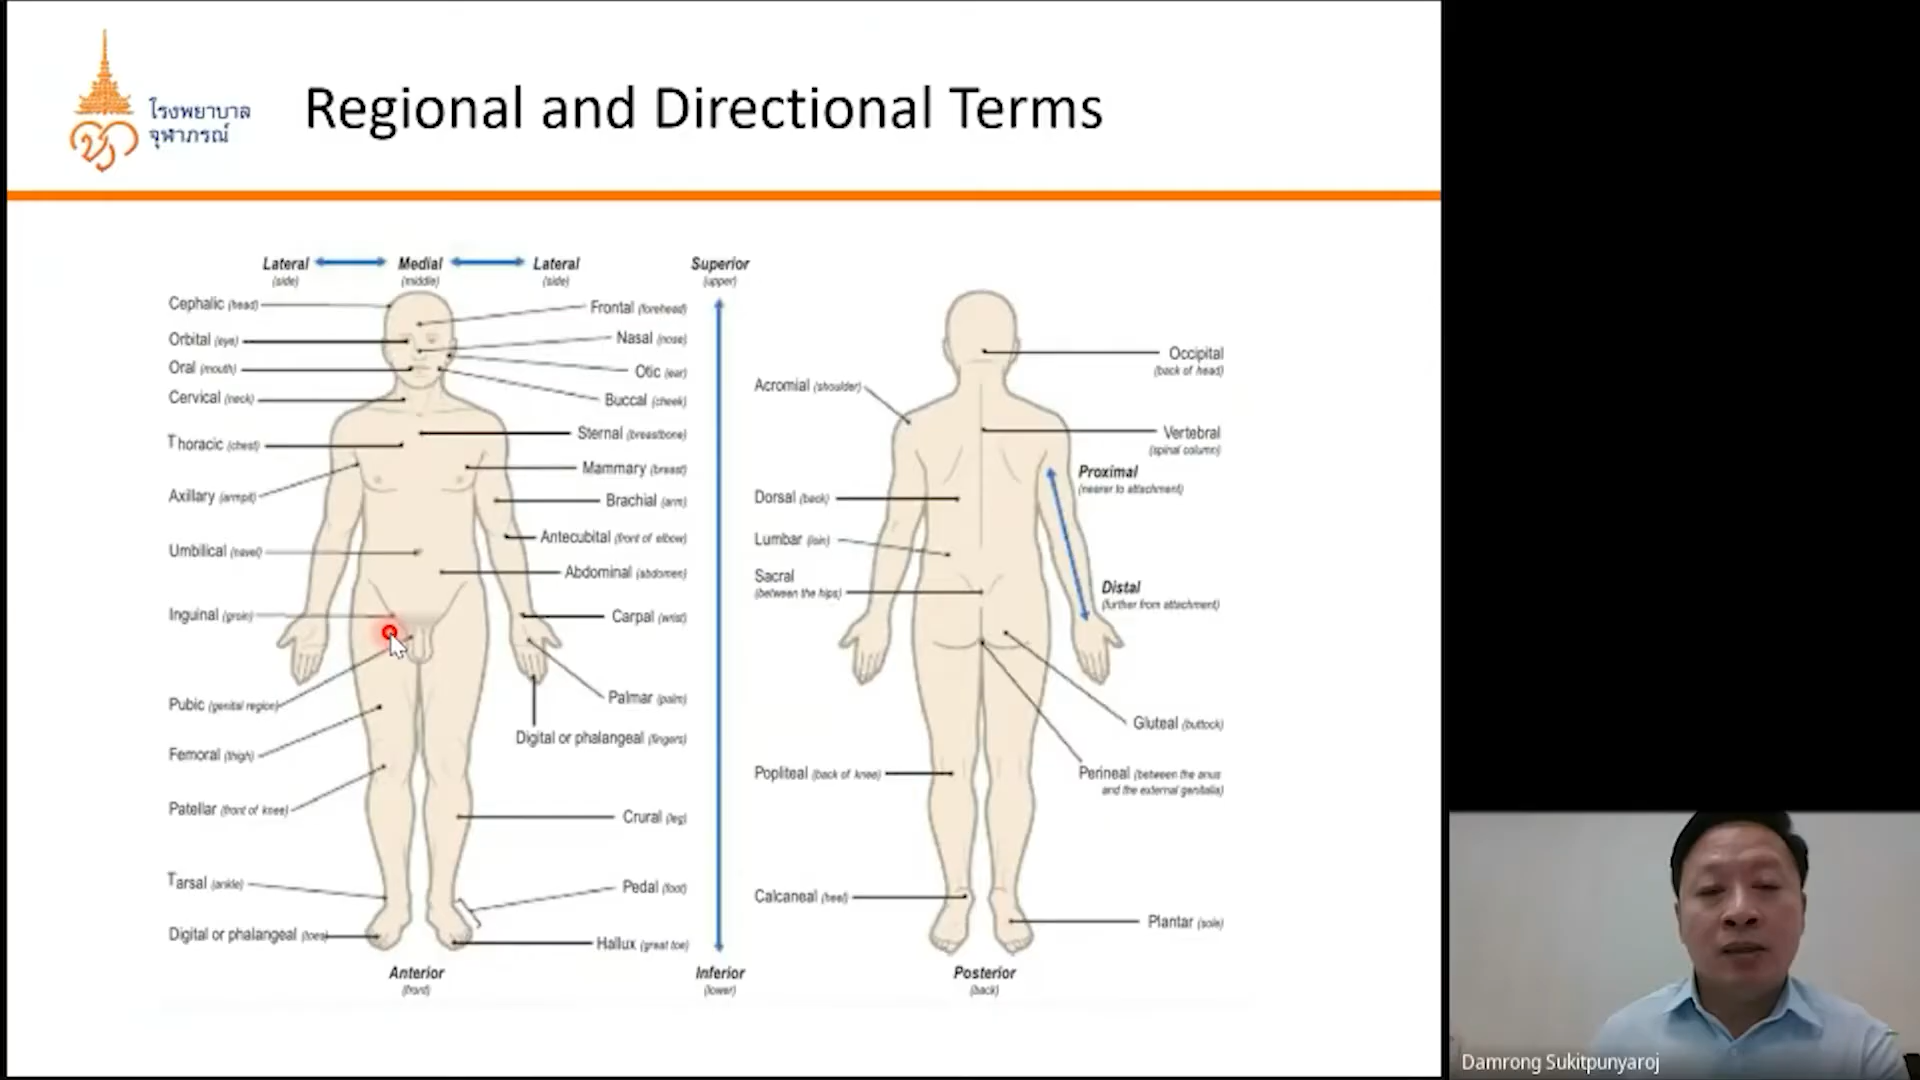 โรงพยาบาล
จุฬาภรณ์
Regional and Directional Terms
Lateral
(side)
Medial
(middle)
Lateral
(side)
Superior
(upper)
Cephalic (head)
Orbital (eye)
Oral (mouth)
Cervical (neck)
Thoracic (chest)
Axillary (armpit)
Umbilical (navel)
Inguinal (groin)
Pubic (genital region)
Femoral (thigh)
Patellar (front of knee)
Tarsal (ankle)
Digital or phalangeal (toes)
Frontal (forehead)
Nasal (nose)
Otic (ear)
Buccal (cheek)
Sternal (breastbone)
Mammary (breast)
Brachial (arm)
Antecubital (front of elbow)
Abdominal (abdomen)
Carpal (wrist)
Palmar (palm)
Digital or phalangeal (fingers)
Crural (leg)
Pedal (foot)
Hallux (great toe)
Anterior
(front)
Inferior
(lower)
Acromial (shoulder)
Dorsal (back)
Lumbar (loin)
Sacral
(between the hips)
Popliteal (back of knee)
Calcaneal (heel)
Occipital
(back of head)
Vertebral
(spinal column)
Proximal
(nearer to attachment)
Distal
(further from attachment)
Gluteal (buttock)
Perineal (between the anus
and the external genitalia)
Plantar (sole)
Posterior
(back)
Damrong Sukitpunyaroj